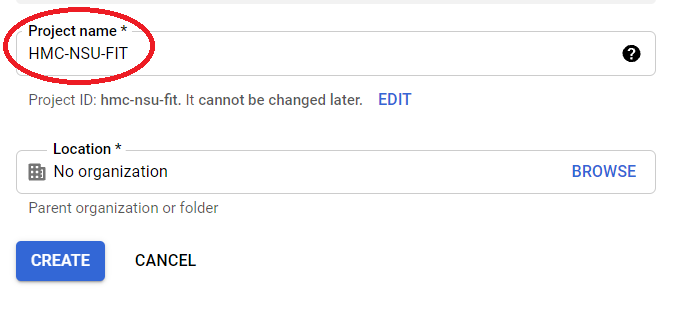 Project name *
HMC-NSU-FIT
Project ID: hmc-nsu-fit. It cannot be changed later. EDIT
Location *
No organization BROWSE
Parent organization or folder
CREATE CANCEL